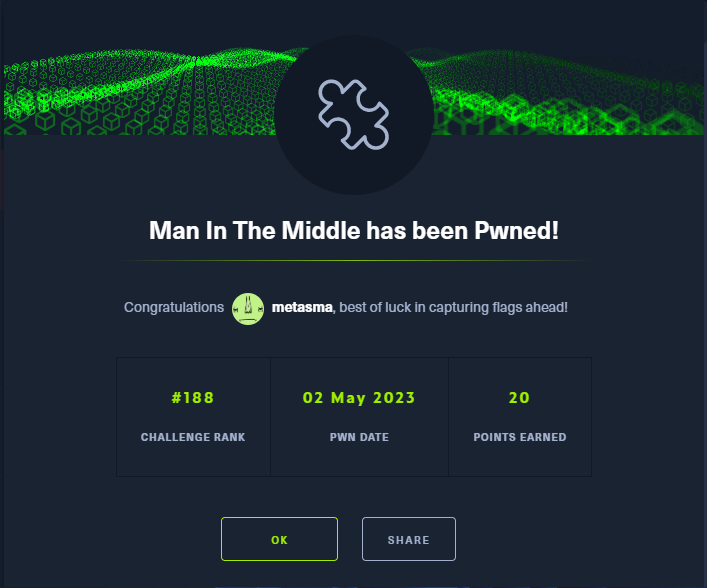 Man In The Middle has been Pwned!
Congratulations metasma, best of luck in capturing flags ahead!
#188 02 May 2023 20
CHALLENGE RANK PWN DATE POINTS EARNED
OK SHARE